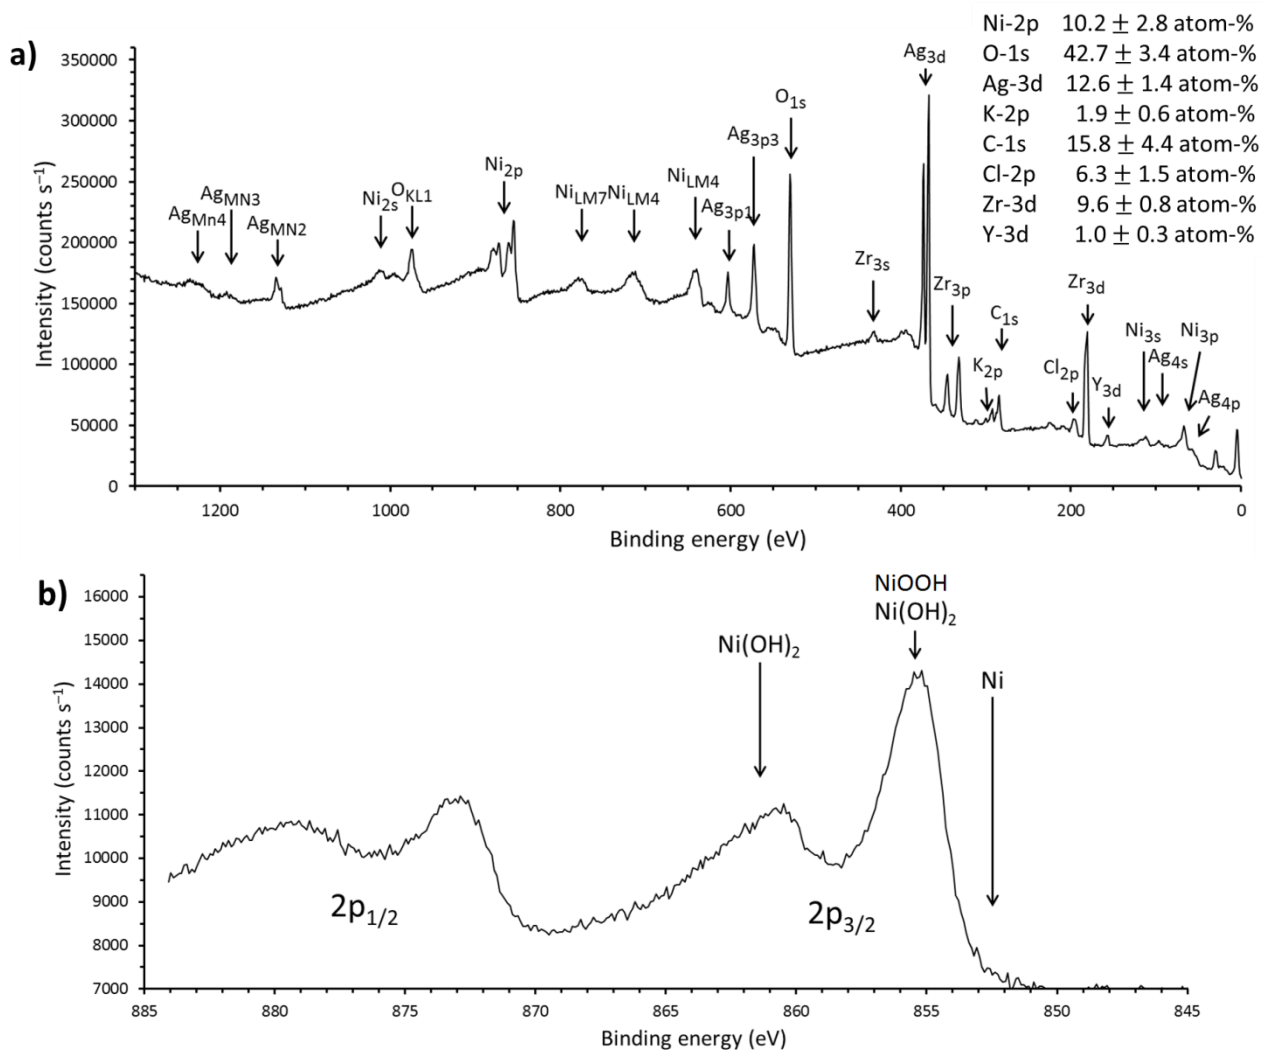 Ni-2p 10.2 ± 2.8 atom-%
O-1s 42.7 ± 3.4 atom-%
Ag-3d 12.6 ± 1.4 atom-%
K-2p 1.9 ± 0.6 atom-%
C-1s 15.8 ± 4.4 atom-%
Cl-2p 6.3 ± 1.5 atom-%
Zr-3d 9.6 ± 0.8 atom-%
Y-3d 1.0 ± 0.3 atom-%
a)
Intensity (counts s⁻¹)
350000
300000
250000
200000
150000
100000
50000
0
Ag3d
O1s
Ag3p3
Ni2p
NiLM4
AgMN3
Ni2s
OKL1
NiLM7
NiLM4
AgMn4
AgMN2
Ag3p1
Zr3s
Zr3p
Zr3d
C1s
Ni3s
Ni3p
K2p
Cl2p
Y3d
Ag4s
Ag4p
1200 1000 800 600 400 200 0
Binding energy (eV)
b)
Intensity (counts s⁻¹)
16000
15000
14000
13000
12000
11000
10000
9000
8000
7000
NiOOH
Ni(OH)2
Ni(OH)2
Ni
2p1/2
2p3/2
885 880 875 870 865 860 855 850 845
Binding energy (eV)